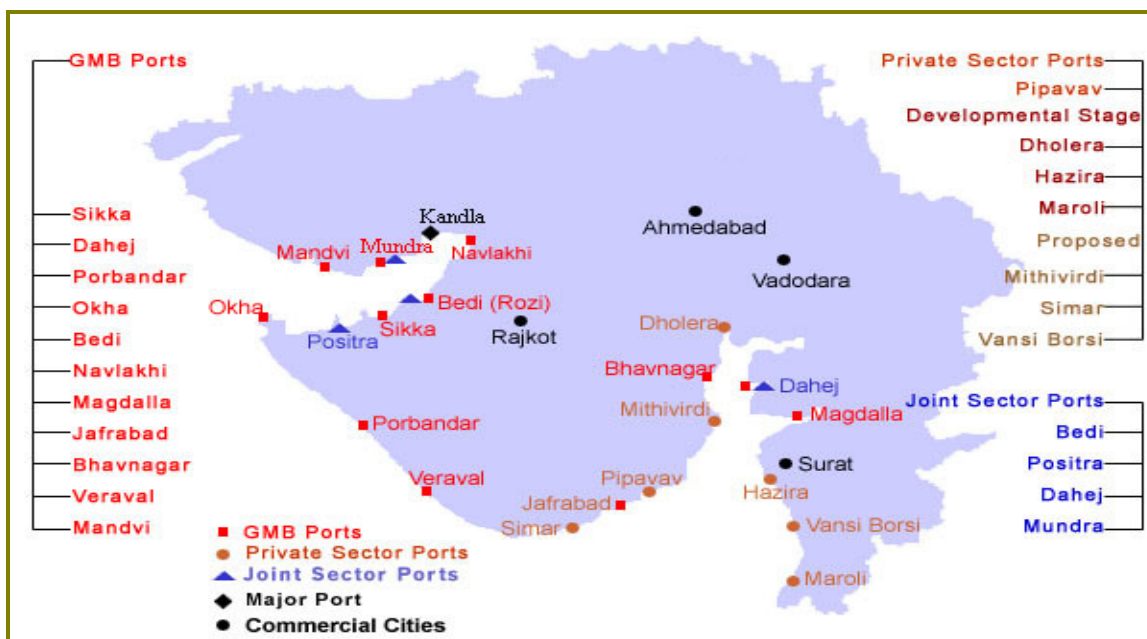 GMB Ports
Sikka
Dahej
Porbandar
Okha
Bedi
Navlakhi
Magdalla
Jafrabad
Bhavnagar
Veraval
Mandvi
Kandla
Mandvi
Mundra
Navlakhi
Okha
Bedi (Rozi)
Sikka
Positra
Rajkot
Ahmedabad
Vadodara
Dholera
Bhavnagar
Dahej
Mithivirdi
Magdalla
Porbandar
Veraval
Pipavav
Jafrabad
Simar
Surat
Hazira
Vansi Borsi
Maroli
GMB Ports
Private Sector Ports
Joint Sector Ports
Major Port
Commercial Cities
Private Sector Ports
Pipavav
Developmental Stage
Dholera
Hazira
Maroli
Proposed
Mithivirdi
Simar
Vansi Borsi
Joint Sector Ports
Bedi
Positra
Dahej
Mundra